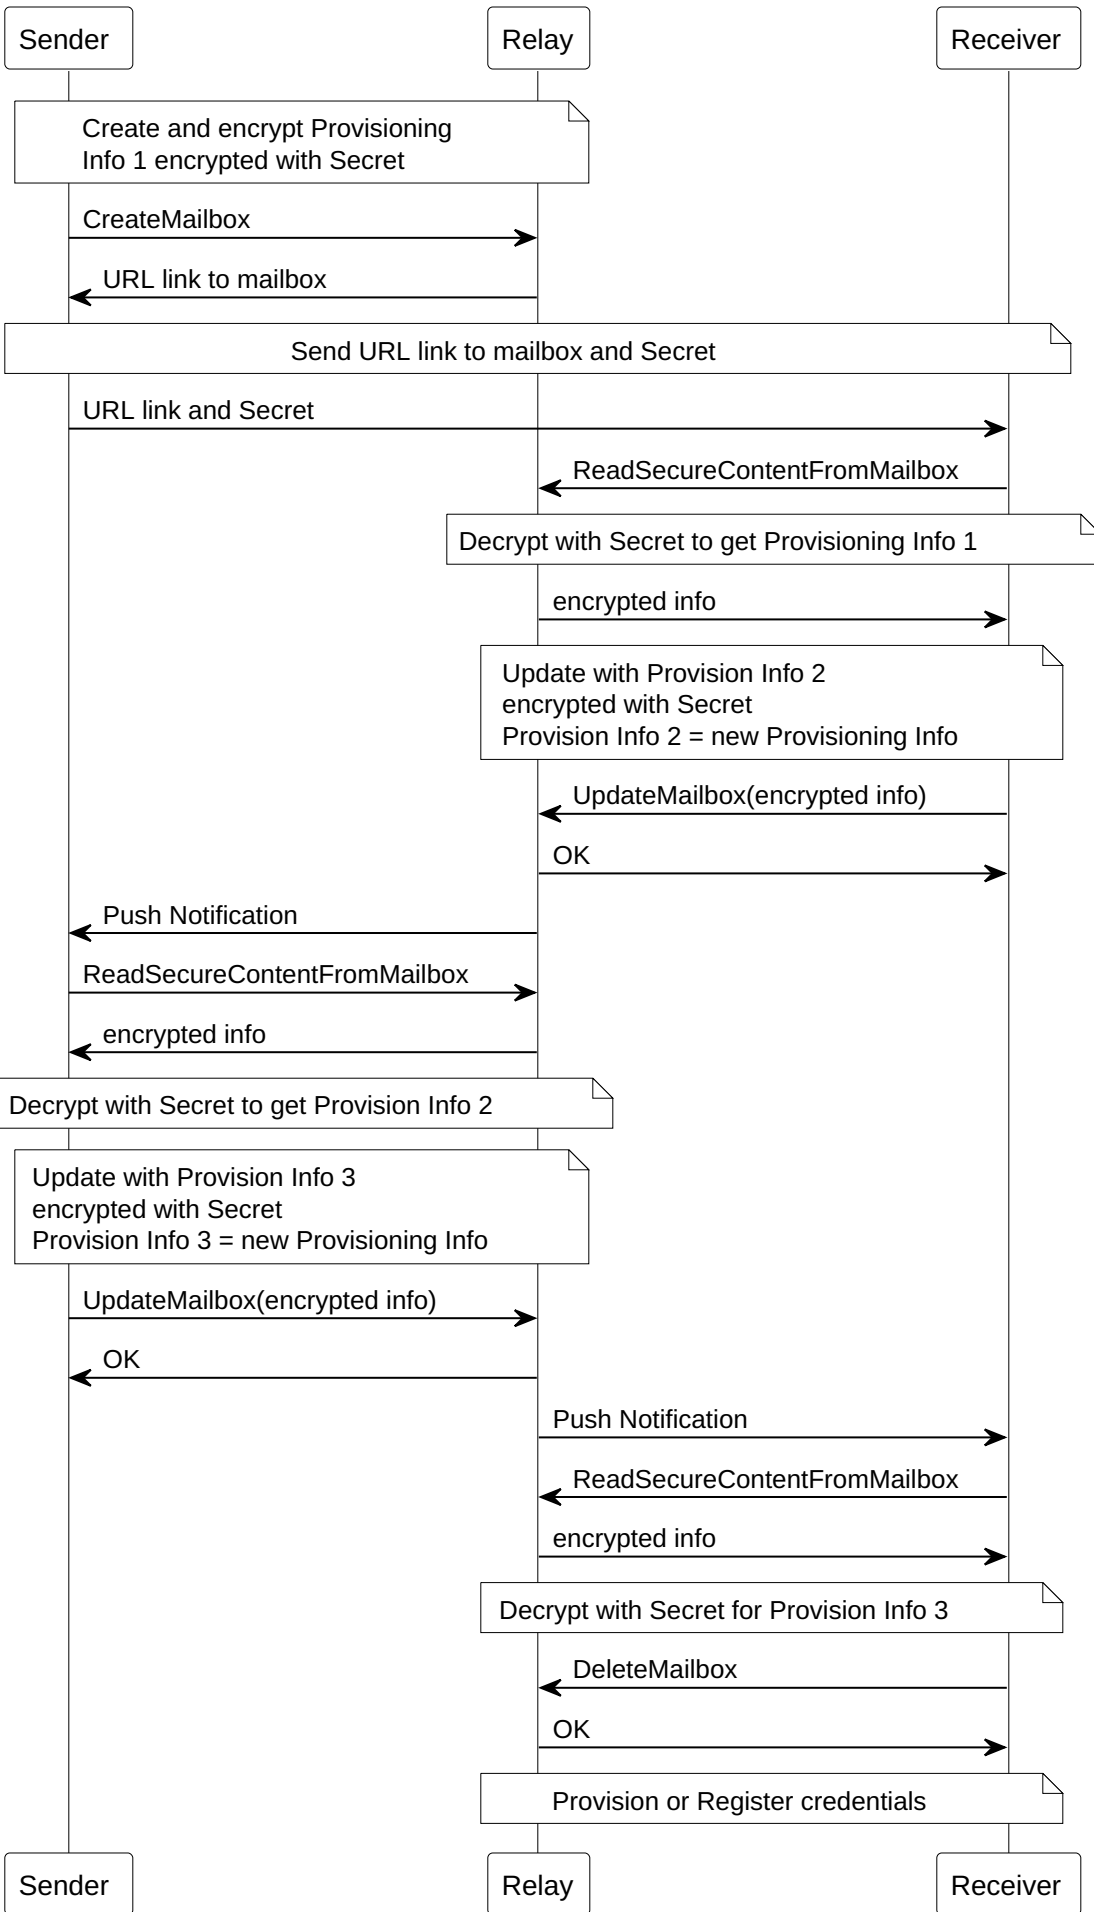 Sender
Relay
Receiver
Create and encrypt Provisioning
Info 1 encrypted with Secret
CreateMailbox
URL link to mailbox
Send URL link to mailbox and Secret
URL link and Secret
ReadSecureContentFromMailbox
Decrypt with Secret to get Provisioning Info 1
encrypted info
Update with Provision Info 2
encrypted with Secret
Provision Info 2 = new Provisioning Info
UpdateMailbox(encrypted info)
OK
Push Notification
ReadSecureContentFromMailbox
encrypted info
Decrypt with Secret to get Provision Info 2
Update with Provision Info 3
encrypted with Secret
Provision Info 3 = new Provisioning Info
UpdateMailbox(encrypted info)
OK
Push Notification
ReadSecureContentFromMailbox
encrypted info
Decrypt with Secret for Provision Info 3
DeleteMailbox
OK
Provision or Register credentials
Sender
Relay
Receiver